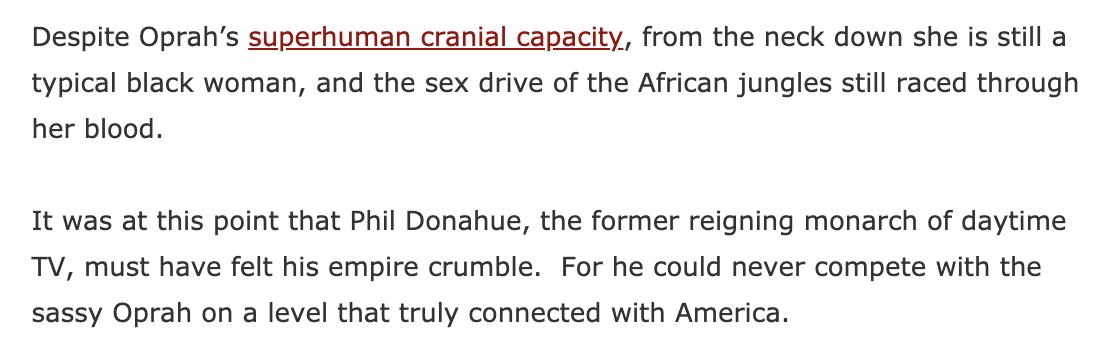 Despite Oprah’s superhuman cranial capacity, from the neck down she is still a
typical black woman, and the sex drive of the African jungles still raced through
her blood.
It was at this point that Phil Donahue, the former reigning monarch of daytime
TV, must have felt his empire crumble.  For he could never compete with the
sassy Oprah on a level that truly connected with America.